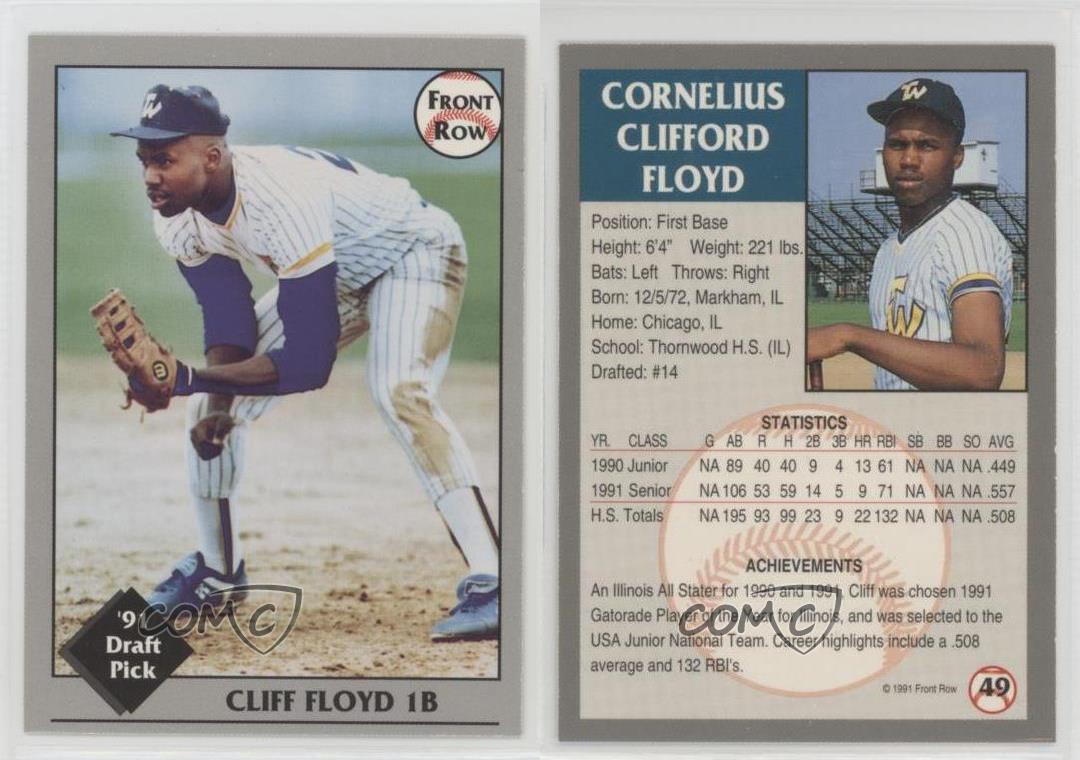 TW
FRONT
ROW
'91
Draft
Pick
CLIFF FLOYD 1B
COMC
CORNELIUS
CLIFFORD
FLOYD
TW
TW
Position: First Base
Height: 6'4" Weight: 221 lbs.
Bats: Left Throws: Right
Born: 12/5/72, Markham, IL
Home: Chicago, IL
School: Thornwood H.S. (IL)
Drafted: #14
STATISTICS
YR. CLASS G AB R H 2B 3B HR RBI SB BB SO AVG
1990 Junior NA 89 40 40 9 4 13 61 NA NA NA .449
1991 Senior NA 106 53 59 14 5 9 71 NA NA NA .557
H.S. Totals NA 195 93 99 23 9 22 132 NA NA NA .508
ACHIEVEMENTS
An Illinois All Stater for 1990 and 1991, Cliff was chosen 1991
Gatorade Player of the Year for Illinois, and was selected to the
USA Junior National Team. Career highlights include a .508
average and 132 RBI's.
COMC
© 1991 Front Row
49